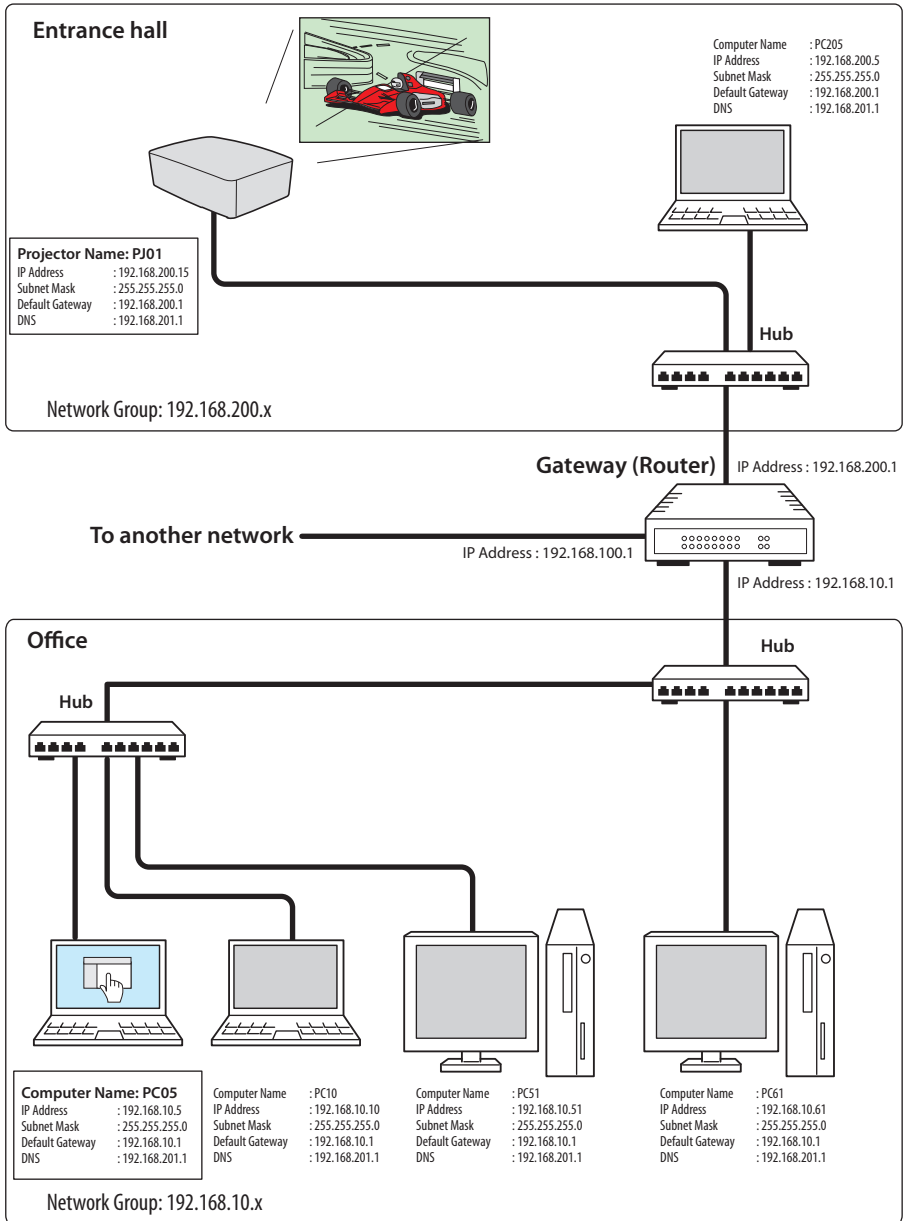 Entrance hall
Computer Name : PC205
IP Address : 192.168.200.5
Subnet Mask : 255.255.255.0
Default Gateway : 192.168.200.1
DNS : 192.168.201.1
Projector Name: PJ01
IP Address : 192.168.200.15
Subnet Mask : 255.255.255.0
Default Gateway : 192.168.200.1
DNS : 192.168.201.1
Hub
Network Group: 192.168.200.x
Gateway (Router)
IP Address : 192.168.200.1
To another network
IP Address : 192.168.100.1
IP Address : 192.168.10.1
Office
Hub
Hub
Computer Name: PC05
IP Address : 192.168.10.5
Subnet Mask : 255.255.255.0
Default Gateway : 192.168.10.1
DNS : 192.168.201.1
Computer Name : PC10
IP Address : 192.168.10.10
Subnet Mask : 255.255.255.0
Default Gateway : 192.168.10.1
DNS : 192.168.201.1
Computer Name : PC51
IP Address : 192.168.10.51
Subnet Mask : 255.255.255.0
Default Gateway : 192.168.10.1
DNS : 192.168.201.1
Computer Name : PC61
IP Address : 192.168.10.61
Subnet Mask : 255.255.255.0
Default Gateway : 192.168.10.1
DNS : 192.168.201.1
Network Group: 192.168.10.x